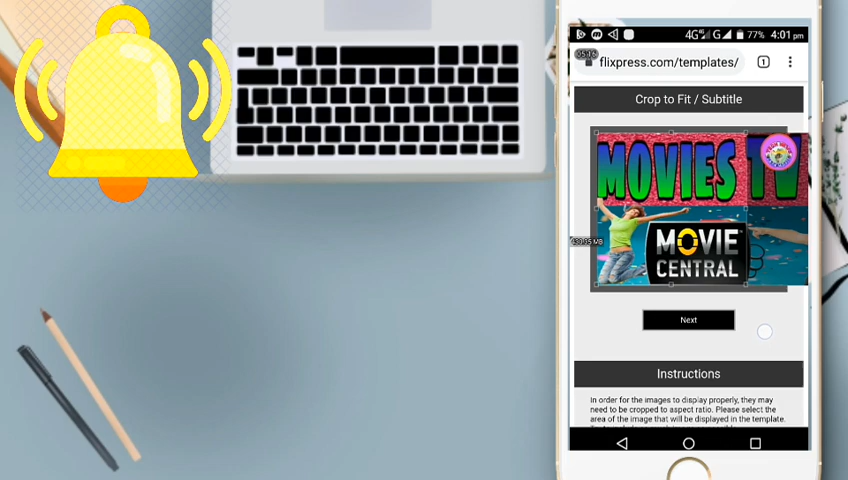 4G G 77% 4:01 pm
flixpress.com/templates/
1
Crop to Fit / Subtitle
MOVIES TV
MOVIE
CENTRAL
Next
Instructions
In order for the images to display properly, they may
need to be cropped to aspect ratio. Please select the
area of the image that will be displayed in the template.